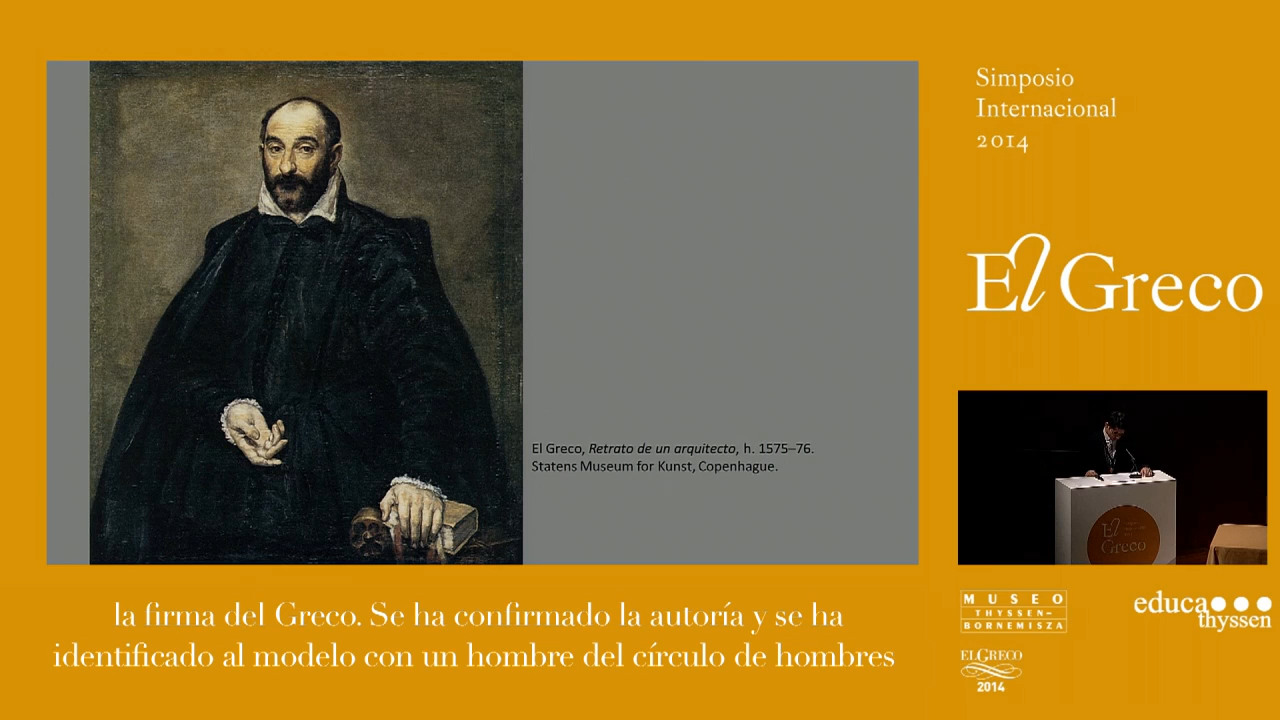 El Greco, Retrato de un arquitecto, h. 1575–76.
Statens Museum for Kunst, Copenhague.
la firma del Greco. Se ha confirmado la autoría y se ha
identificado al modelo con un hombre del círculo de hombres
Simposio
Internacional
2014
El Greco
El
Greco
MUSEO
THYSSEN-
BORNEMISZA
educa
thyssen
EL GRECO
2014